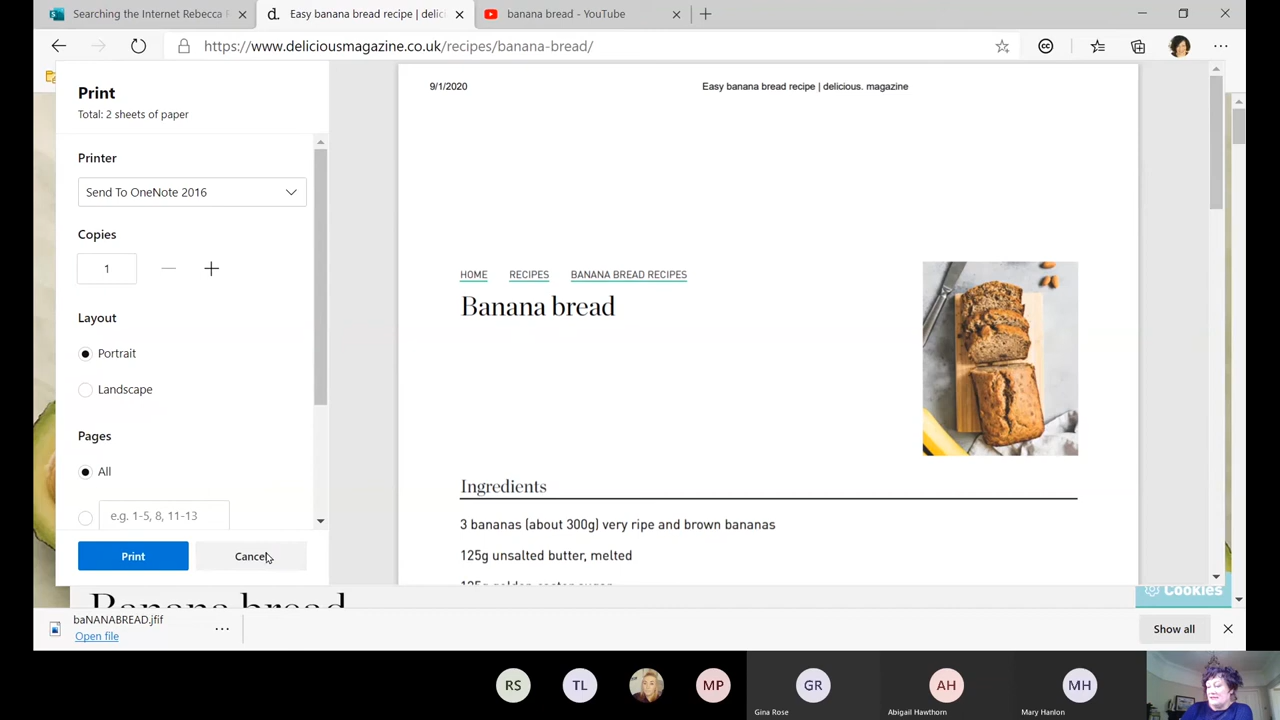 Searching the Internet Rebecca
Easy banana bread recipe | delic
banana bread - YouTube
https://www.deliciousmagazine.co.uk/recipes/banana-bread/
Print
Total: 2 sheets of paper
Printer
Send To OneNote 2016
Copies
1
Layout
Portrait
Landscape
Pages
All
e.g. 1-5, 8, 11-13
Print
Cancel
9/1/2020
Easy banana bread recipe | delicious. magazine
HOME
RECIPES
BANANA BREAD RECIPES
Banana bread
Ingredients
3 bananas (about 300g) very ripe and brown bananas
125g unsalted butter, melted
125g golden caster sugar
Banana bread
Cookies
baNANABREAD.jfif
Open file
Show all
RS
TL
MP
GR
AH
MH
Gina Rose
Abigail Hawthorn
Mary Hanlon